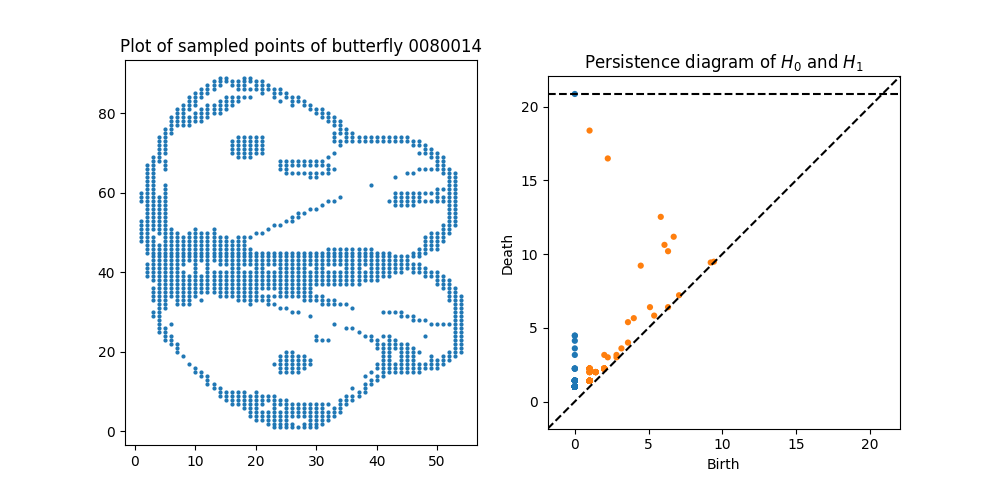 Plot of sampled points of butterfly 0080014
80
60
40
20
0
0 10 20 30 40 50
Persistence diagram of H₀ and H₁
20
15
10
5
0
Death
0 5 10 15 20
Birth